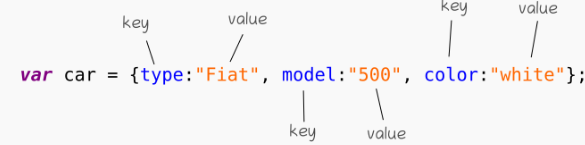 key value key value
var car = {type:"Fiat", model:"500", color:"white"};
key value